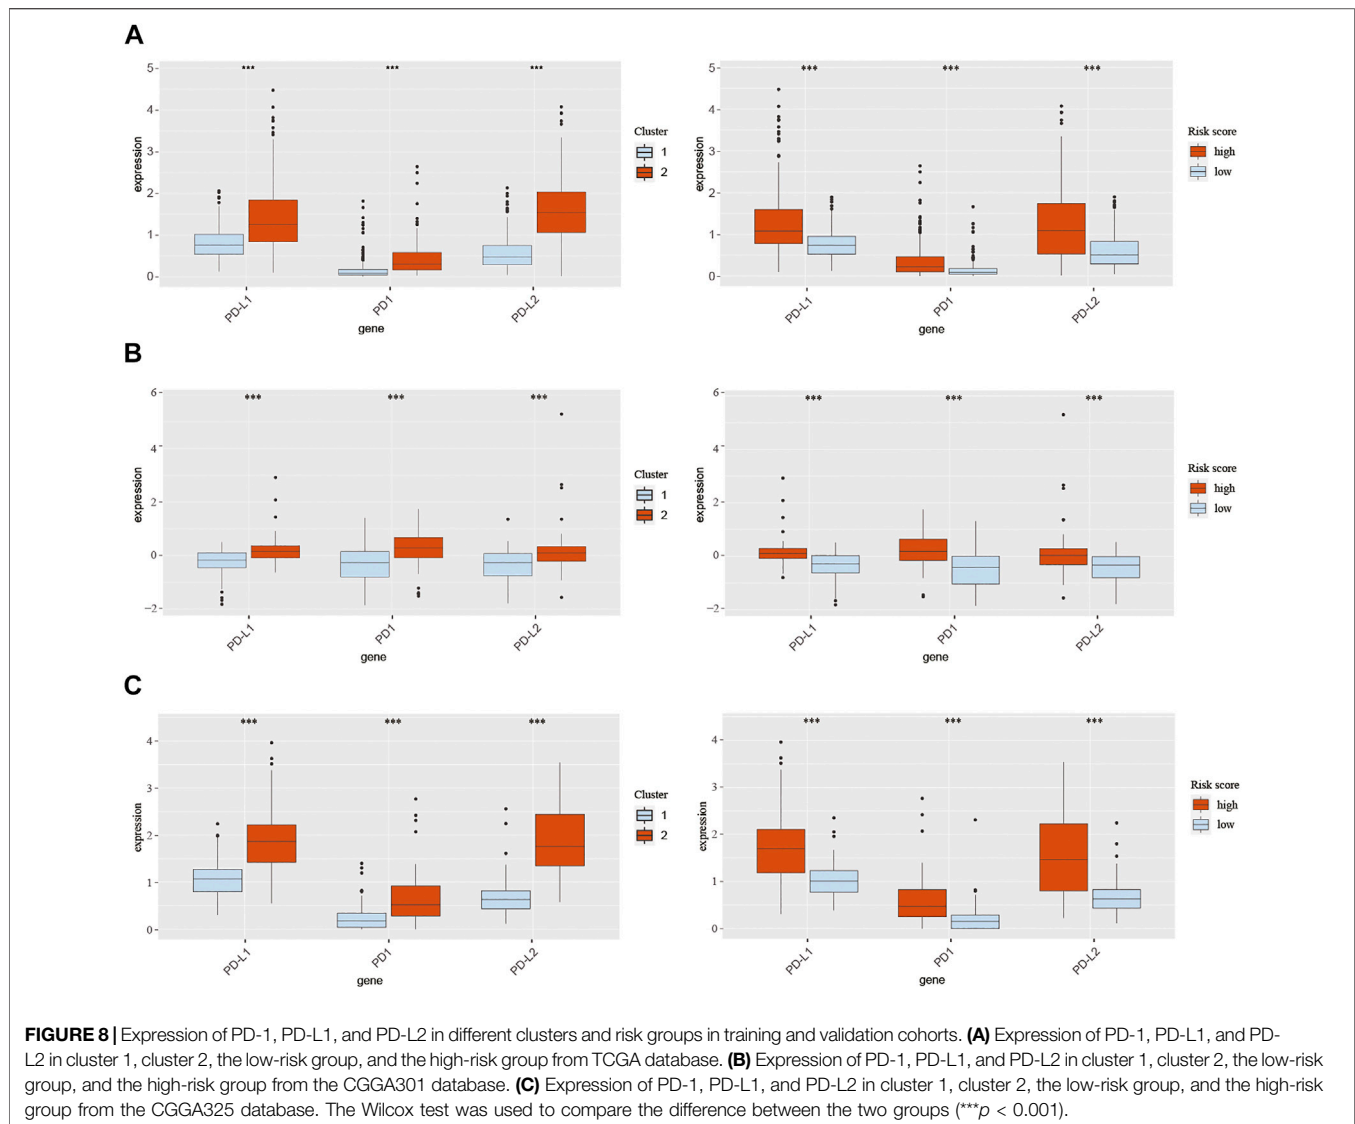 A
5
4
3
2
1
0
expression
***
***
***
PD-L1
PD1
PD-L2
gene
Cluster
1
2
5
4
3
2
1
0
expression
***
***
***
PD-L1
PD1
PD-L2
gene
Risk score
high
low
B
6
4
2
0
−2
expression
***
***
***
PD-L1
PD1
PD-L2
gene
Cluster
1
2
6
4
2
0
−2
expression
***
***
***
PD-L1
PD1
PD-L2
gene
Risk score
high
low
C
4
3
2
1
0
expression
***
***
***
PD-L1
PD1
PD-L2
gene
Cluster
1
2
4
3
2
1
0
expression
***
***
***
PD-L1
PD1
PD-L2
gene
Risk score
high
low
FIGURE 8 | Expression of PD-1, PD-L1, and PD-L2 in different clusters and risk groups in training and validation cohorts. (A) Expression of PD-1, PD-L1, and PD-
L2 in cluster 1, cluster 2, the low-risk group, and the high-risk group from TCGA database. (B) Expression of PD-1, PD-L1, and PD-L2 in cluster 1, cluster 2, the low-risk
group, and the high-risk group from the CGGA301 database. (C) Expression of PD-1, PD-L1, and PD-L2 in cluster 1, cluster 2, the low-risk group, and the high-risk
group from the CGGA325 database. The Wilcox test was used to compare the difference between the two groups (***p < 0.001).